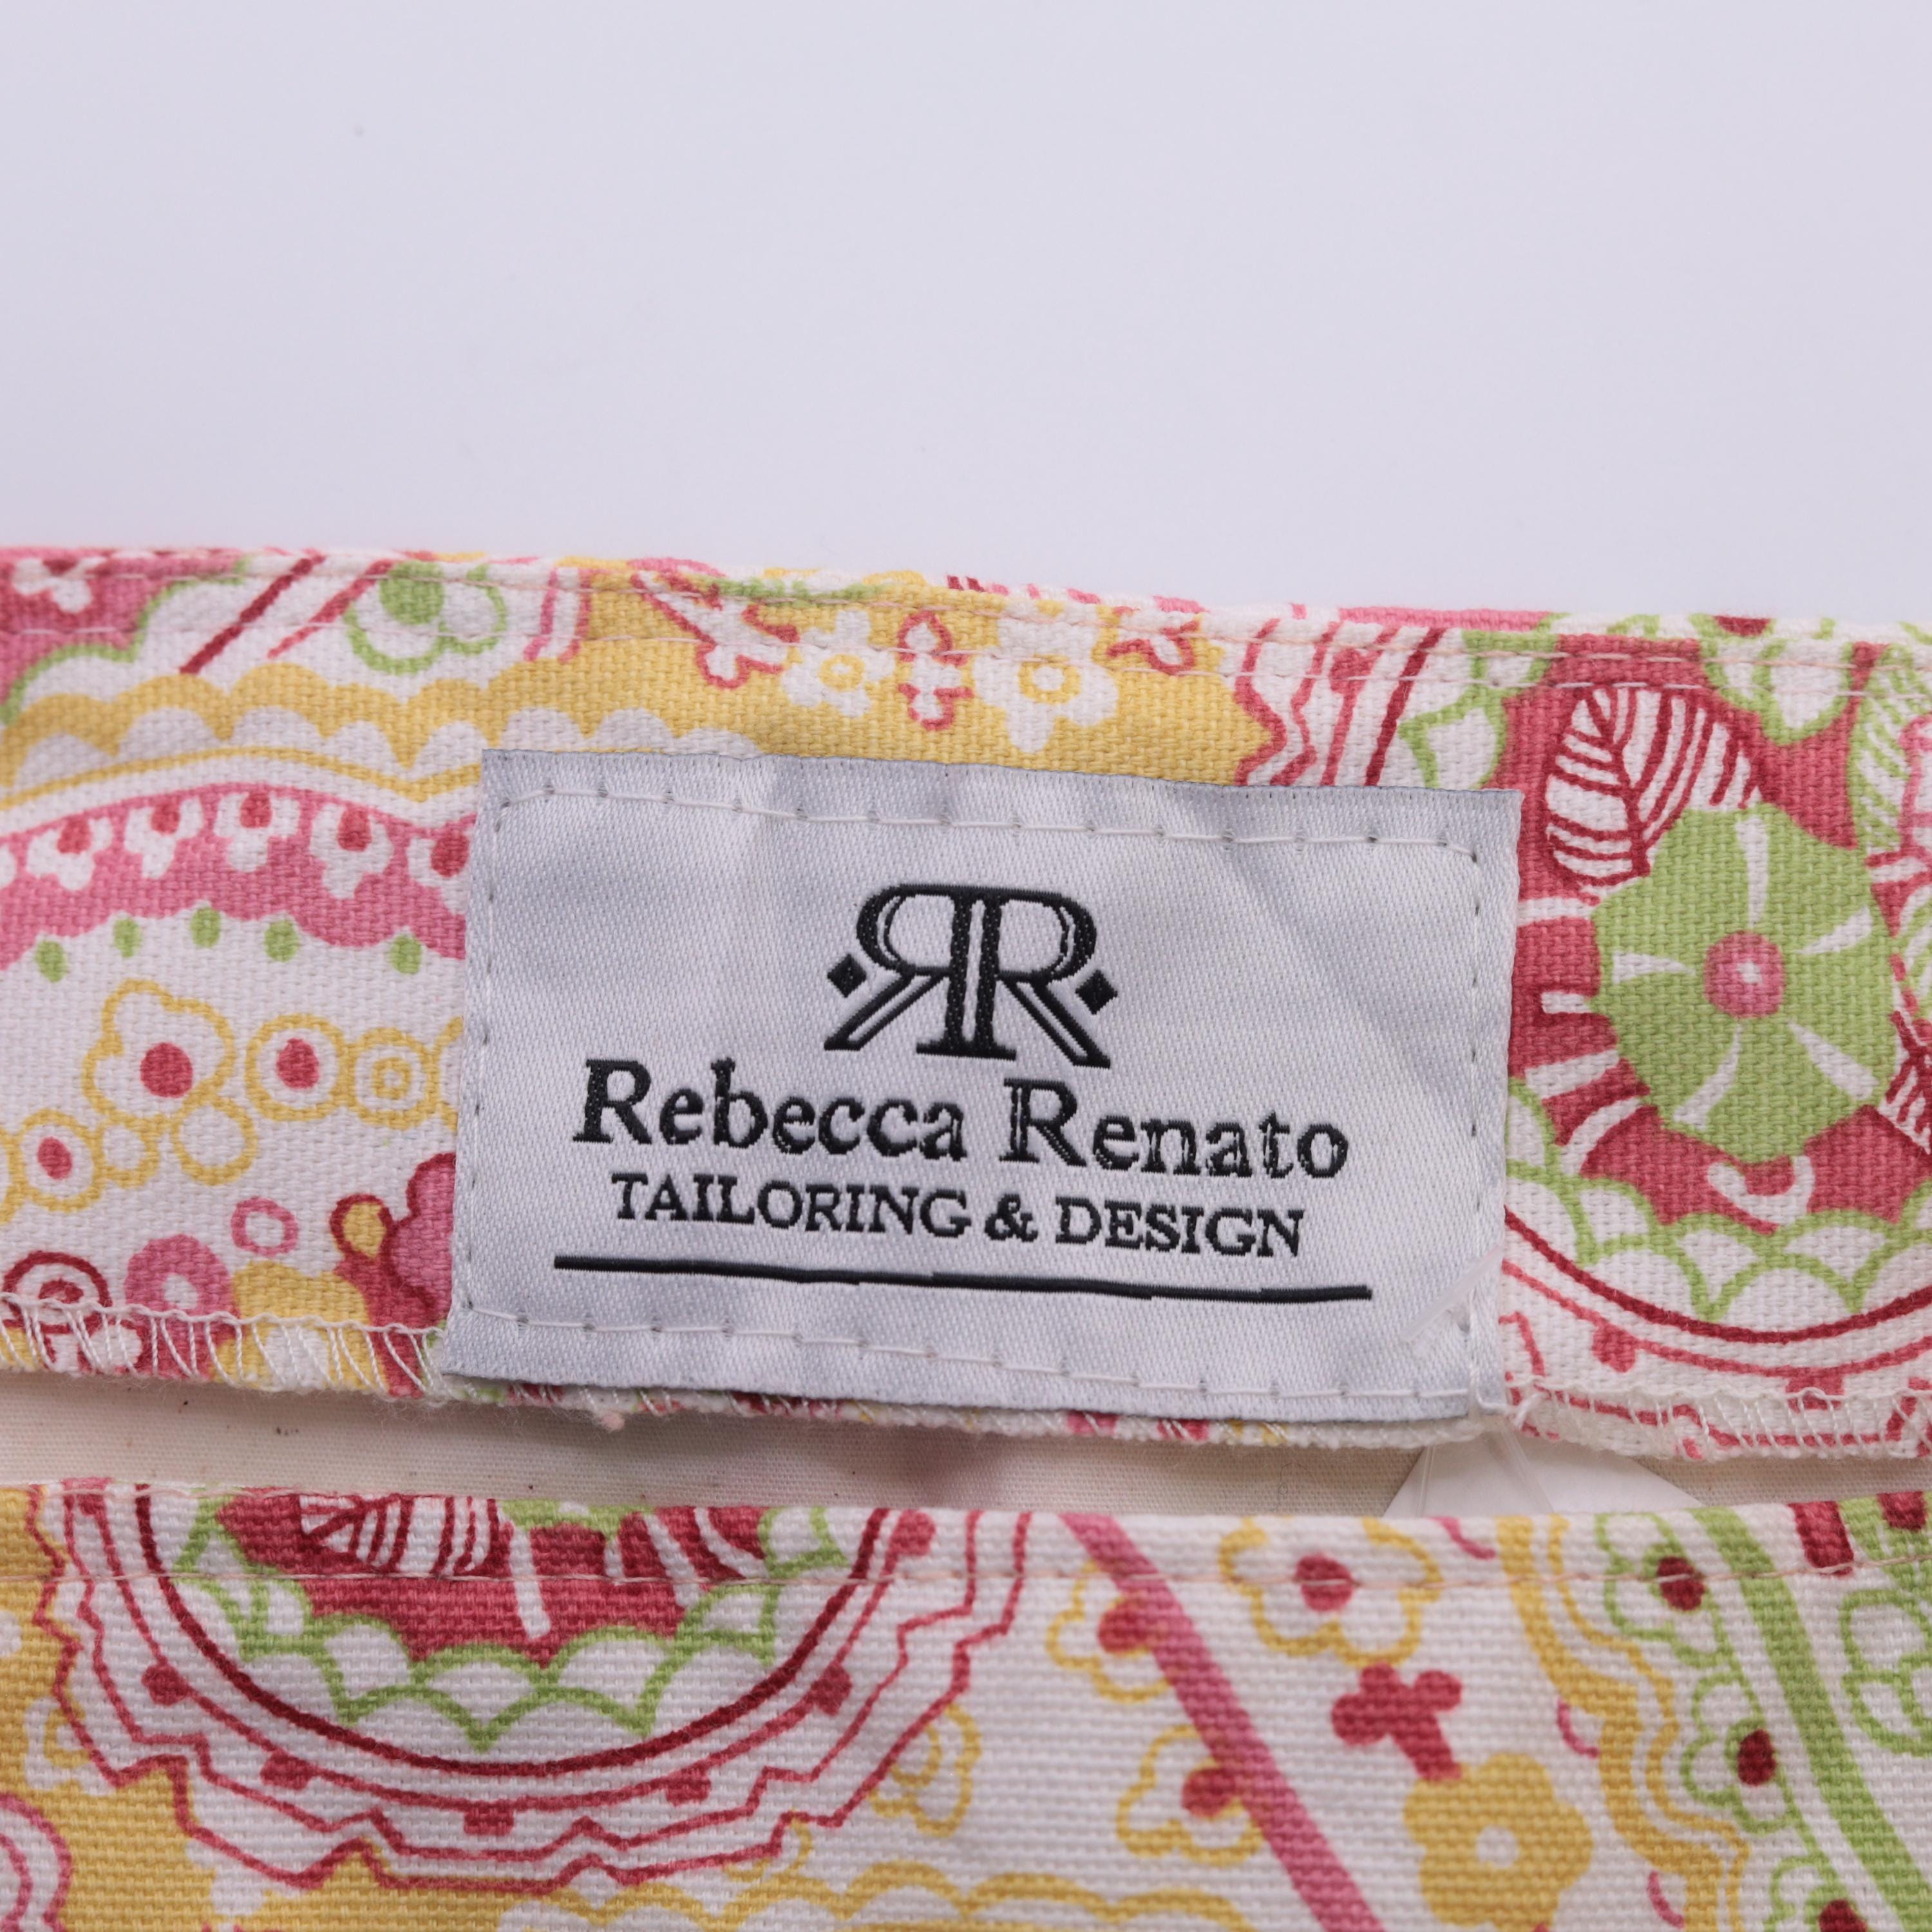 RR
Rebecca Renato
TAILORING & DESIGN